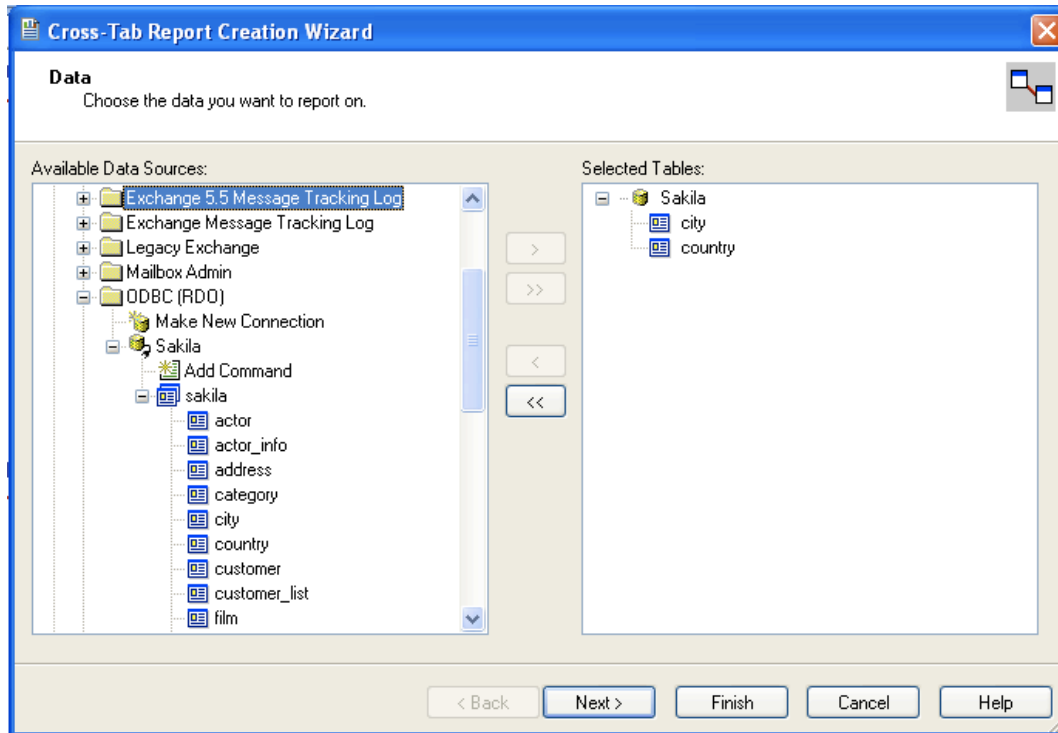 Cross-Tab Report Creation Wizard
Data
Choose the data you want to report on.
Available Data Sources:
Exchange 5.5 Message Tracking Log
Exchange Message Tracking Log
Legacy Exchange
Mailbox Admin
ODBC (RDO)
Make New Connection
Sakila
Add Command
sakila
actor
actor_info
address
category
city
country
customer
customer_list
film
>
>>
<
<<
Selected Tables:
Sakila
city
country
< Back
Next >
Finish
Cancel
Help